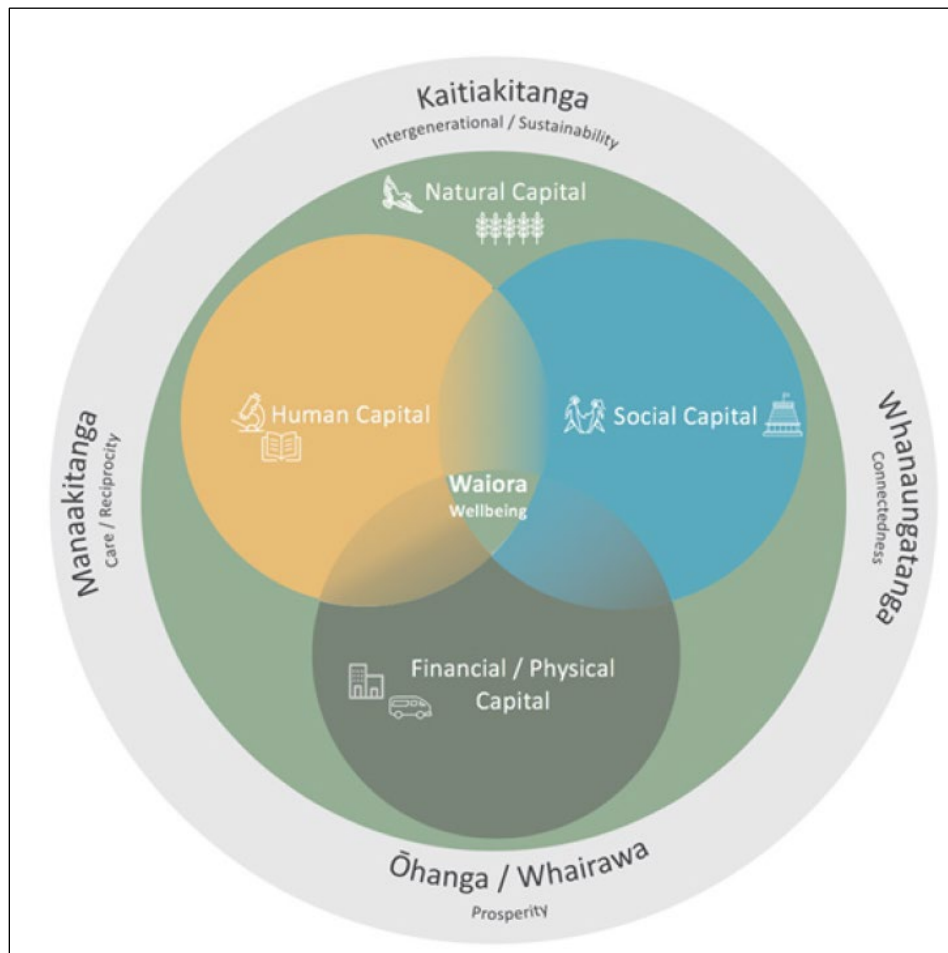 Kaitiakitanga
Intergenerational / Sustainability
Natural Capital
Human Capital
Social Capital
Waiora
Wellbeing
Manaakitanga
Care / Reciprocity
Whanaungatanga
Connectedness
Financial / Physical
Capital
Ōhanga / Whairawa
Prosperity